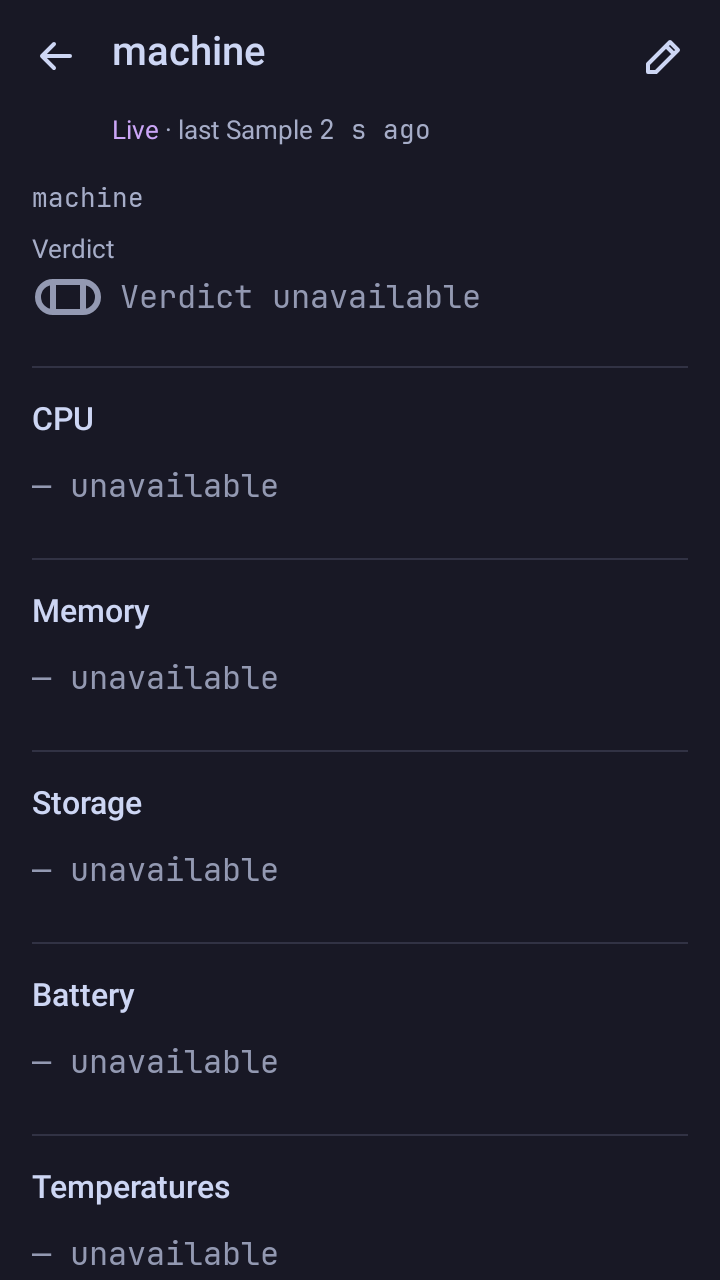 machine
Live · last Sample 2 s ago
machine
Verdict
Verdict unavailable
CPU
— unavailable
Memory
— unavailable
Storage
— unavailable
Battery
— unavailable
Temperatures
— unavailable